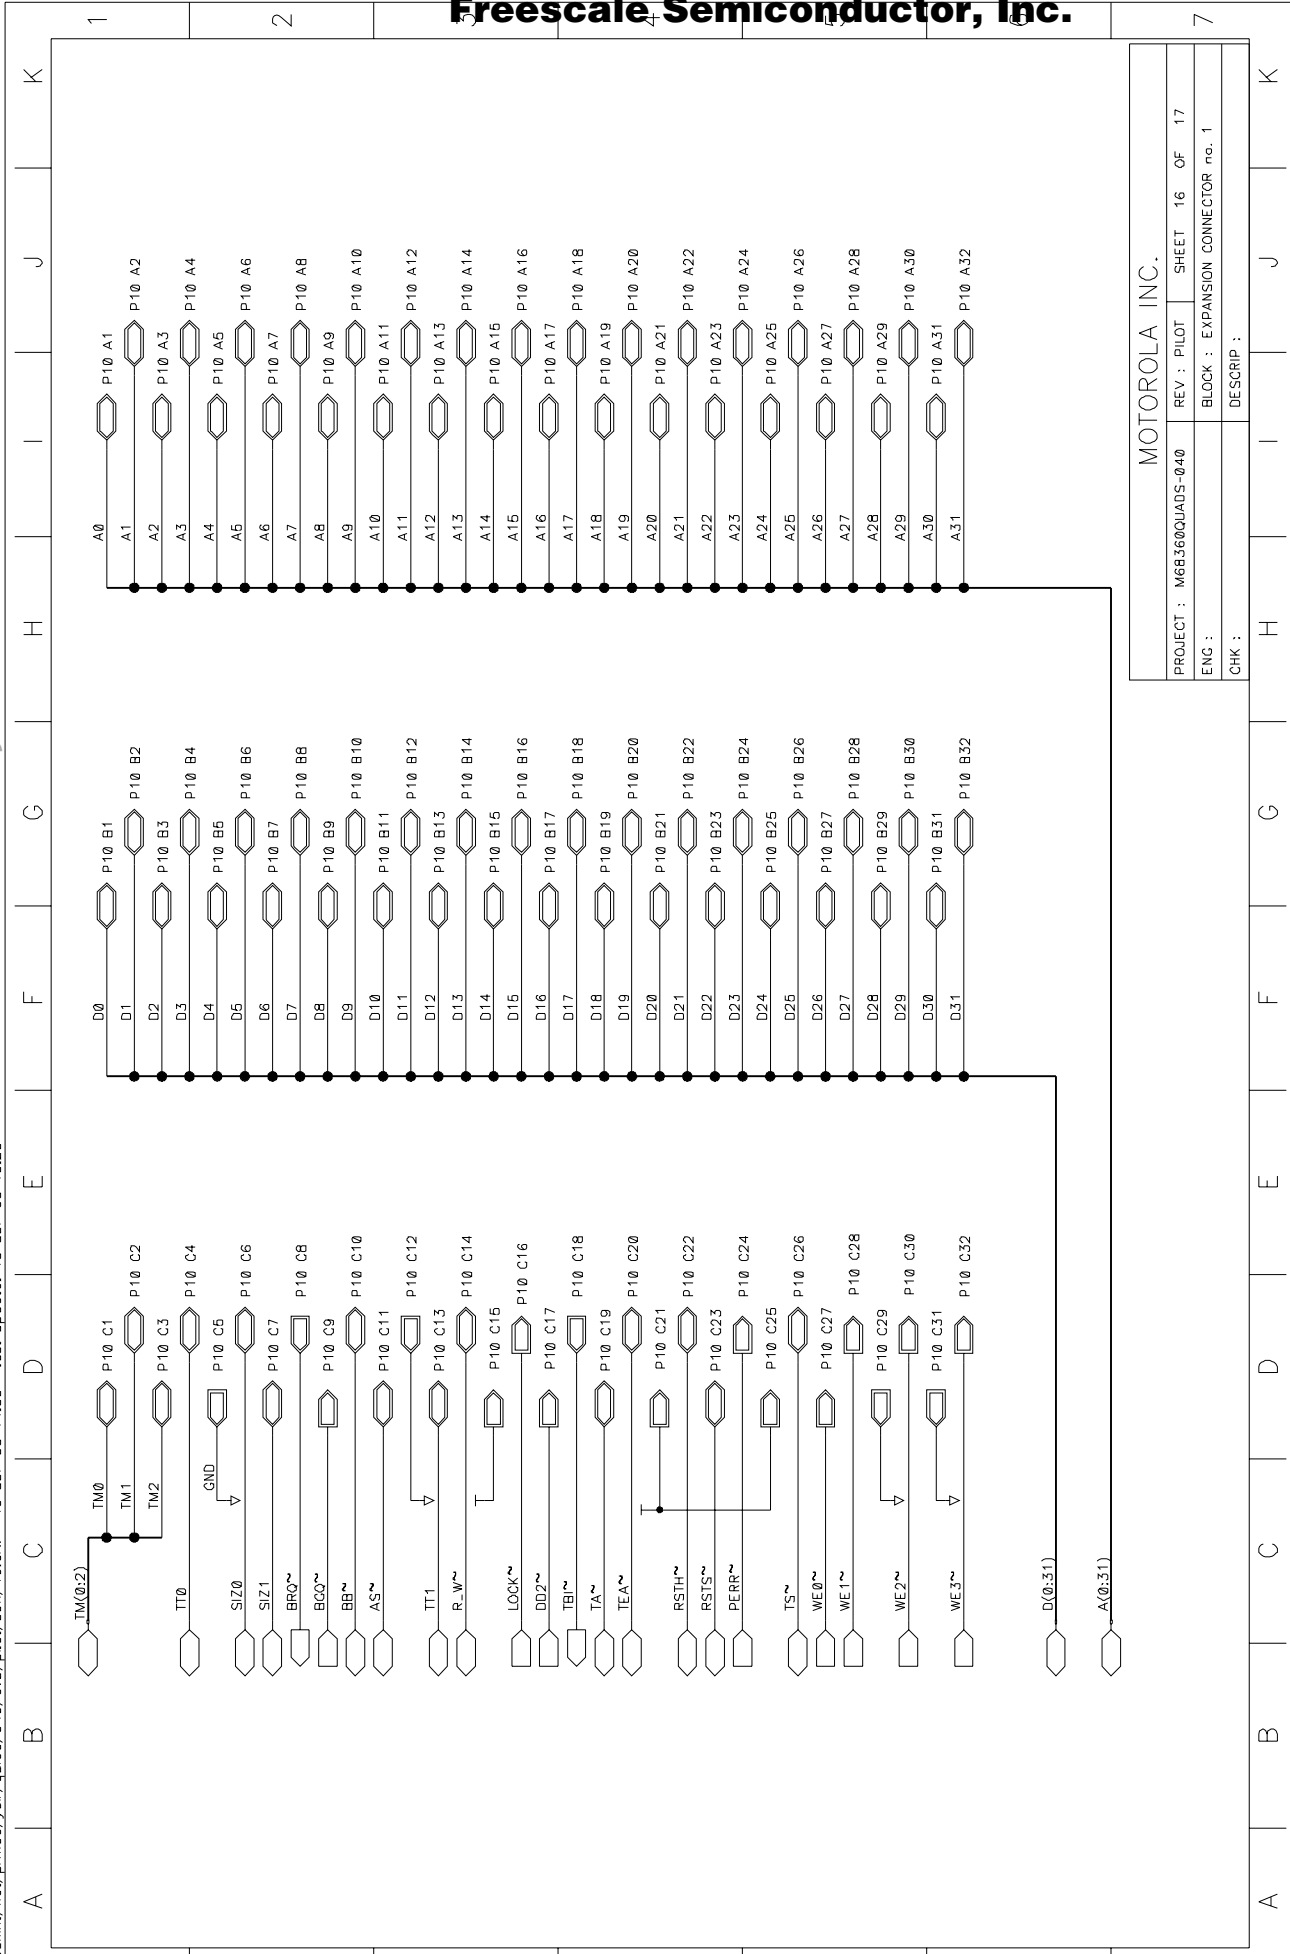 Freescale Semiconductor, Inc.
1 2 3 4 5 6 7
K J I H G F E D C B A
K J I H G F E D C B A
MOTOROLA INC.
PROJECT : M68360QUADS-040
REV : PILOT
SHEET 16 OF 17
ENG :
BLOCK : EXPANSION CONNECTOR no. 1
CHK :
DESCRIP :
A0 P10 A1
A1 P10 A2
A2 P10 A3
A3 P10 A4
A4 P10 A5
A5 P10 A6
A6 P10 A7
A7 P10 A8
A8 P10 A9
A9 P10 A10
A10 P10 A11
A11 P10 A12
A12 P10 A13
A13 P10 A14
A14 P10 A15
A15 P10 A16
A16 P10 A17
A17 P10 A18
A18 P10 A19
A19 P10 A20
A20 P10 A21
A21 P10 A22
A22 P10 A23
A23 P10 A24
A24 P10 A25
A25 P10 A26
A26 P10 A27
A27 P10 A28
A28 P10 A29
A29 P10 A30
A30 P10 A31
A31 P10 A32
D0 P10 B1
D1 P10 B2
D2 P10 B3
D3 P10 B4
D4 P10 B5
D5 P10 B6
D6 P10 B7
D7 P10 B8
D8 P10 B9
D9 P10 B10
D10 P10 B11
D11 P10 B12
D12 P10 B13
D13 P10 B14
D14 P10 B15
D15 P10 B16
D16 P10 B17
D17 P10 B18
D18 P10 B19
D19 P10 B20
D20 P10 B21
D21 P10 B22
D22 P10 B23
D23 P10 B24
D24 P10 B25
D25 P10 B26
D26 P10 B27
D27 P10 B28
D28 P10 B29
D29 P10 B30
D30 P10 B31
D31 P10 B32
TM(0:2)
TM0 P10 C1
TM1 P10 C2
TM2 P10 C3
TT0 P10 C4
GND P10 C5
SIZ0 P10 C6
SIZ1 P10 C7
BRQ~ P10 C8
BGQ~ P10 C9
BB~ P10 C10
AS~ P10 C11
P10 C12
TT1 P10 C13
R_W~ P10 C14
P10 C15
LOCK~ P10 C16
DD2~ P10 C17
TBI~ P10 C18
TA~ P10 C19
TEA~ P10 C20
P10 C21
RSTH~ P10 C22
RSTS~ P10 C23
PERR~ P10 C24
P10 C25
TS~ P10 C26
WE0~ P10 C27
WE1~ P10 C28
P10 C29
WE2~ P10 C30
P10 C31
WE3~ P10 C32
D(0:31)
A(0:31)